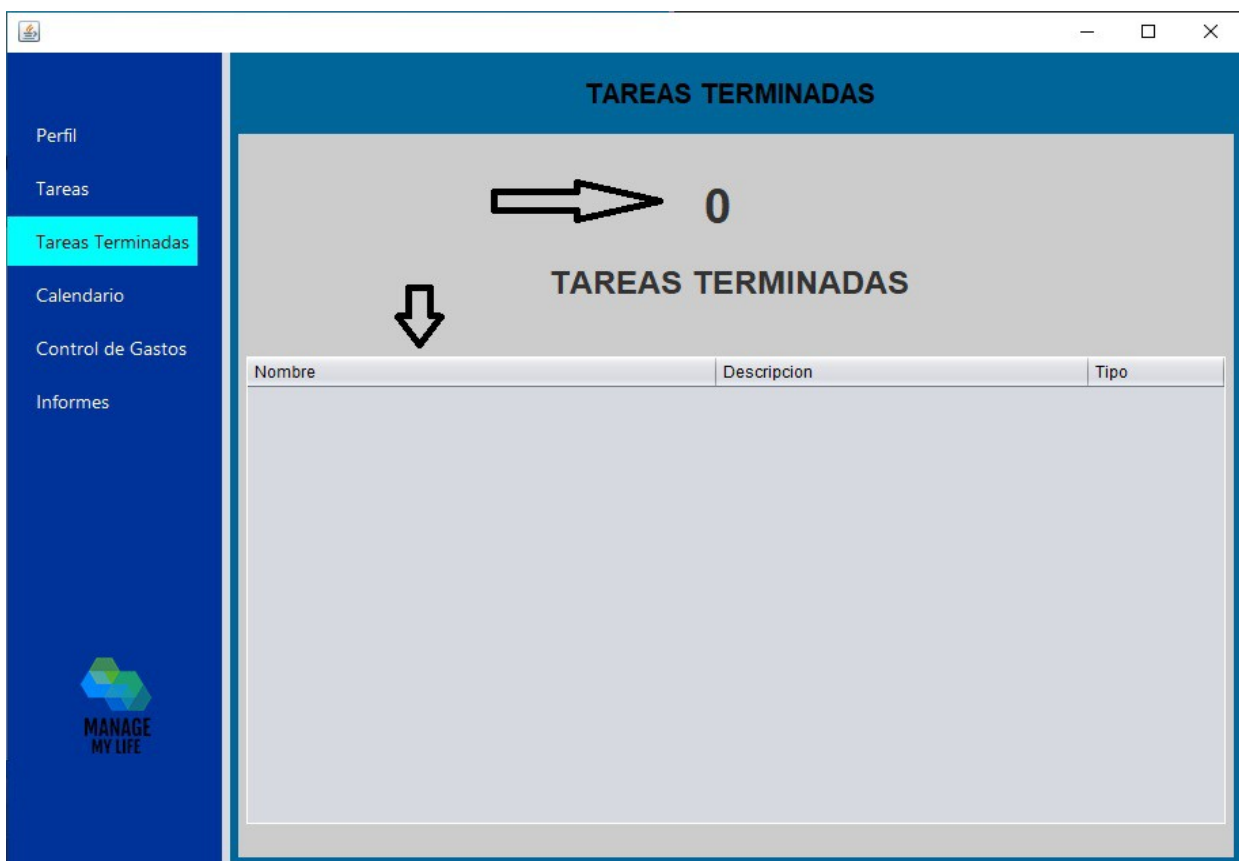 TAREAS TERMINADAS
Perfil
Tareas
Tareas Terminadas
Calendario
Control de Gastos
Informes
0
TAREAS TERMINADAS
Nombre Descripcion Tipo
MANAGE
MY LIFE